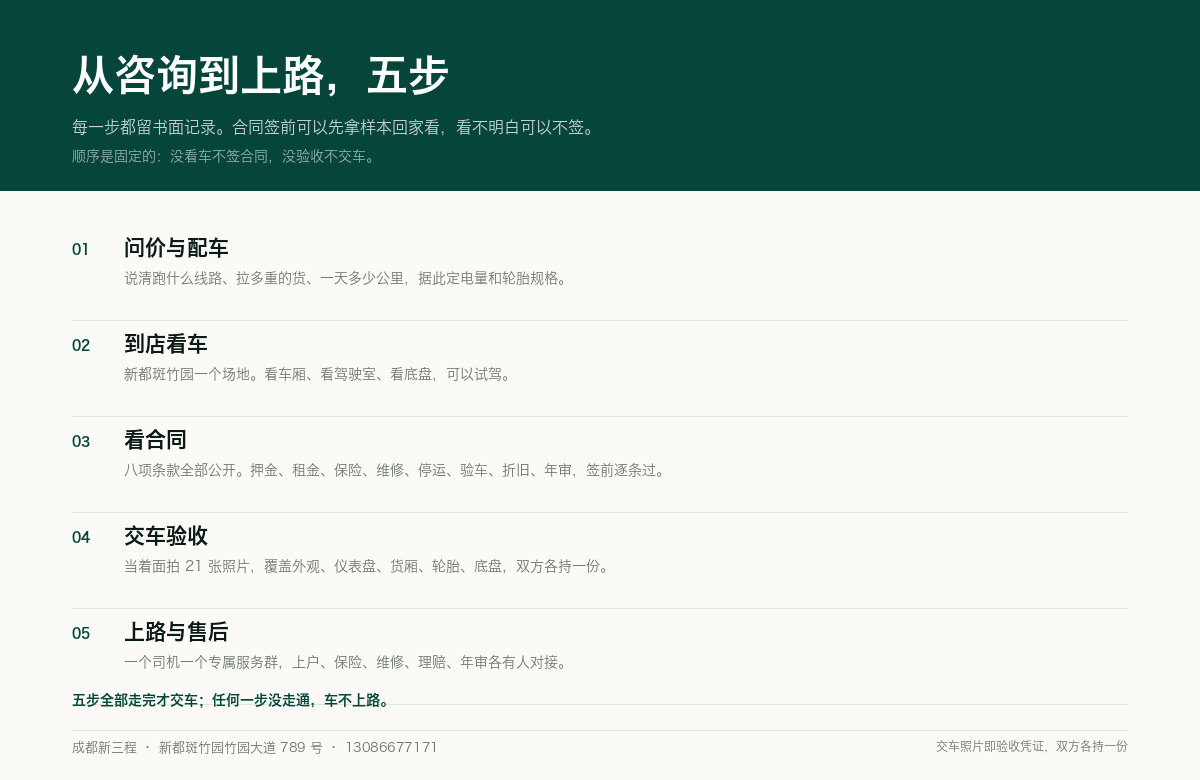 从咨询到上路，五步
每一步都留书面记录。合同签前可以先拿样本回家看，看不明白可以不签。
顺序是固定的：没看车不签合同，没验收不交车。
01 问价与配车
说清跑什么线路、拉多重的货、一天多少公里，据此定电量和轮胎规格。
02 到店看车
新都斑竹园一个场地。看车厢、看驾驶室、看底盘，可以试驾。
03 看合同
八项条款全部公开。押金、租金、保险、维修、停运、验车、折旧、年审，签前逐条过。
04 交车验收
当着面拍 21 张照片，覆盖外观、仪表盘、货厢、轮胎、底盘，双方各持一份。
05 上路与售后
一个司机一个专属服务群，上户、保险、维修、理赔、年审各有人对接。
五步全部走完才交车；任何一步没走通，车不上路。
成都新三程 · 新都斑竹园竹园大道 789 号 · 13086677171
交车照片即验收凭证，双方各持一份